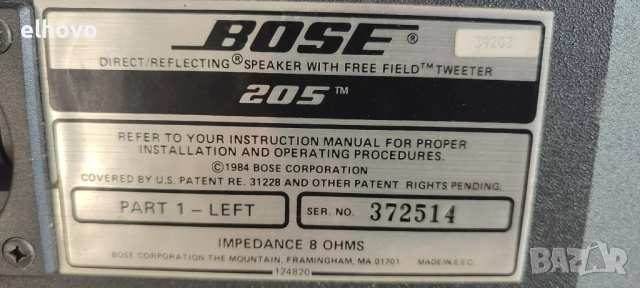 elhovo
BOSE®
39203
DIRECT/REFLECTING® SPEAKER WITH FREE FIELD™ TWEETER
205™
REFER TO YOUR INSTRUCTION MANUAL FOR PROPER
INSTALLATION AND OPERATING PROCEDURES.
©1984 BOSE CORPORATION
COVERED BY U.S. PATENT RE. 31228 AND OTHER PATENT RIGHTS PENDING.
PART 1 - LEFT
SER. NO. 372514
IMPEDANCE 8 OHMS
BOSE CORPORATION, THE MOUNTAIN, FRAMINGHAM, MA 01701 MADE IN E.E.C.
124820
BAZAR